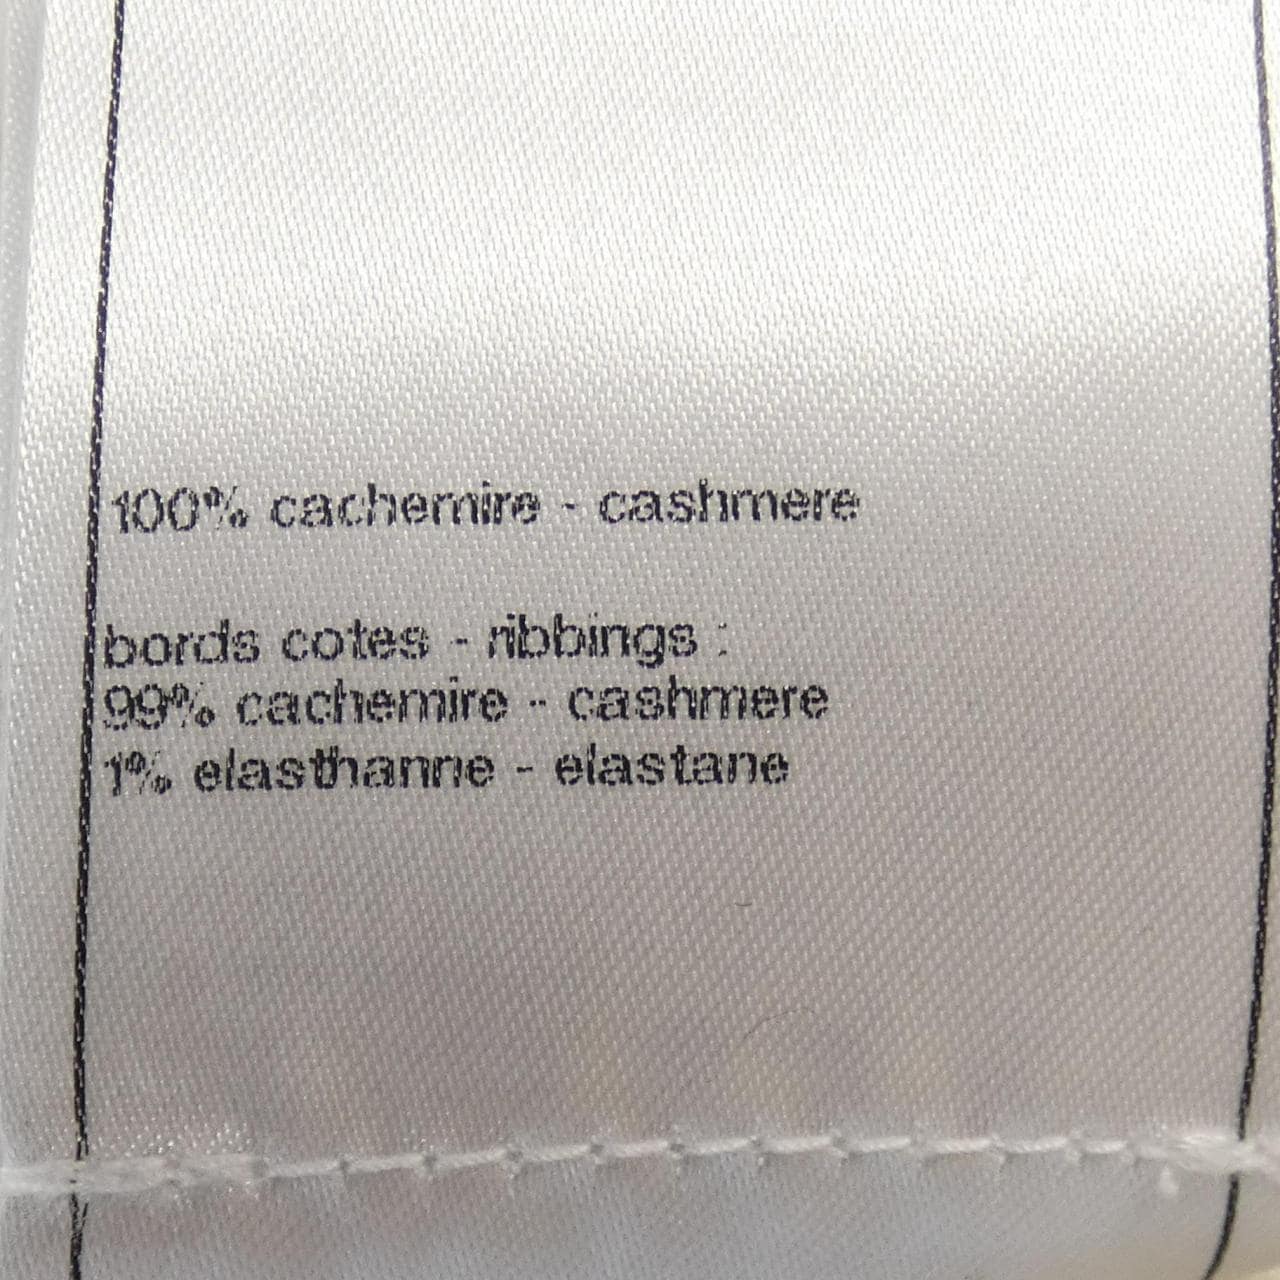 100% cachemire - cashmere
bords cotes - ribbings :
99% cachemire - cashmere
1% elasthanne - elastane